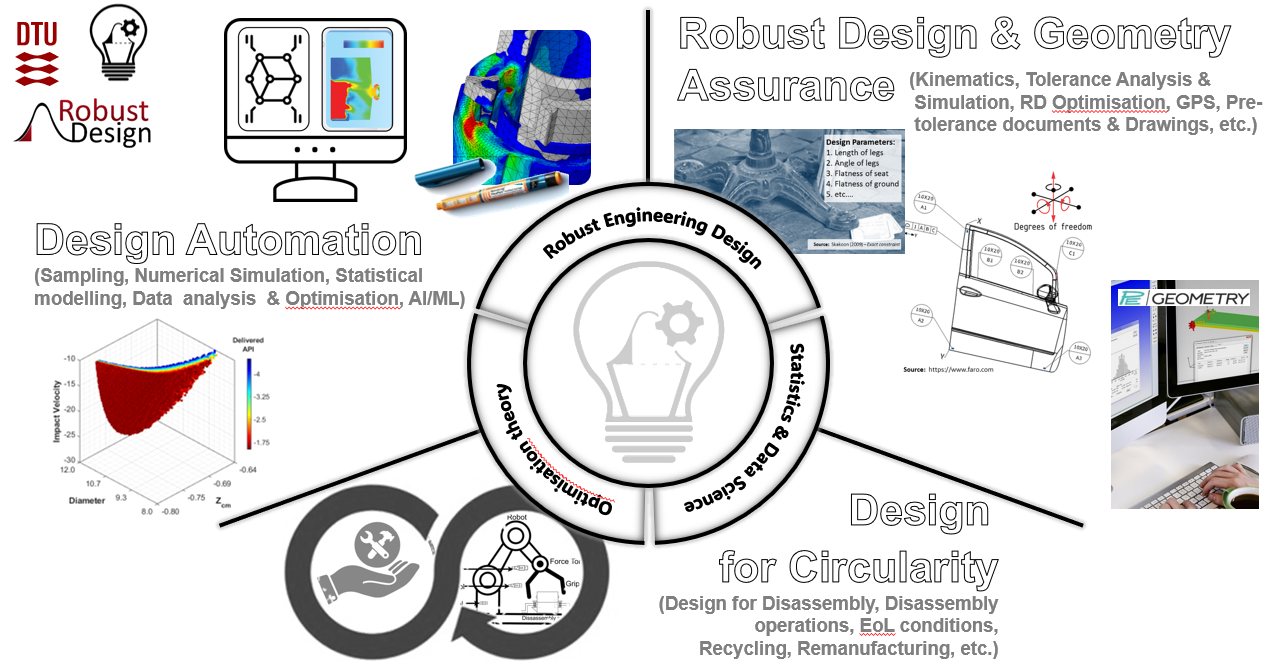 DTU
Robust
Design
Robust Design & Geometry
Assurance
(Kinematics, Tolerance Analysis &
Simulation, RD Optimisation, GPS, Pre-
tolerance documents & Drawings, etc.)
Design Parameters:
1. Length of legs
2. Angle of legs
3. Flatness of seat
4. Flatness of ground
5. etc....
Source: Skakoon (2009) – Exact constraint
Degrees of freedom
10X20
A1
D I A B C
X
10X20
B1
10X20
B2
10X20
C1
10X20
A2
Y
10X20
A3
Source: https://www.faro.com
GEOMETRY
Design Automation
(Sampling, Numerical Simulation, Statistical
modelling, Data analysis & Optimisation, AI/ML)
Delivered
API
-4
-3.25
-2.5
-1.75
Impact Velocity
-10
-15
-20
-25
-30
12.0
10.7
9.3
8.0
Diameter
-0.80
-0.75
-0.69
-0.64
Zcm
Robust Engineering Design
Statistics & Data Science
Optimisation theory
Robot
Force To
Grip
Disassembly
Design
for Circularity
(Design for Disassembly, Disassembly
operations, EoL conditions,
Recycling, Remanufacturing, etc.)